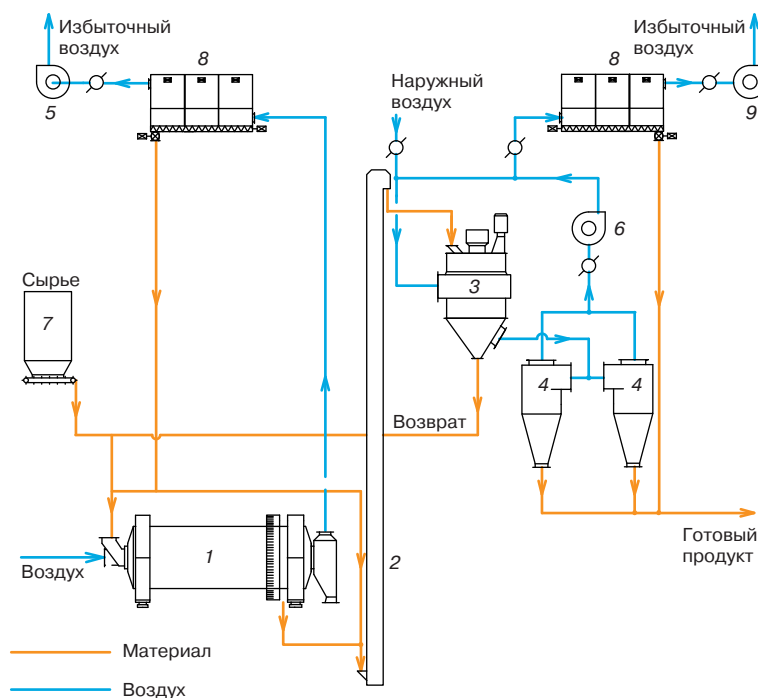 Избыточный
воздух
8
5
Наружный
воздух
Избыточный
воздух
8
9
6
3
Сырье
7
4
4
Возврат
1
2
Воздух
Готовый
продукт
Материал
Воздух